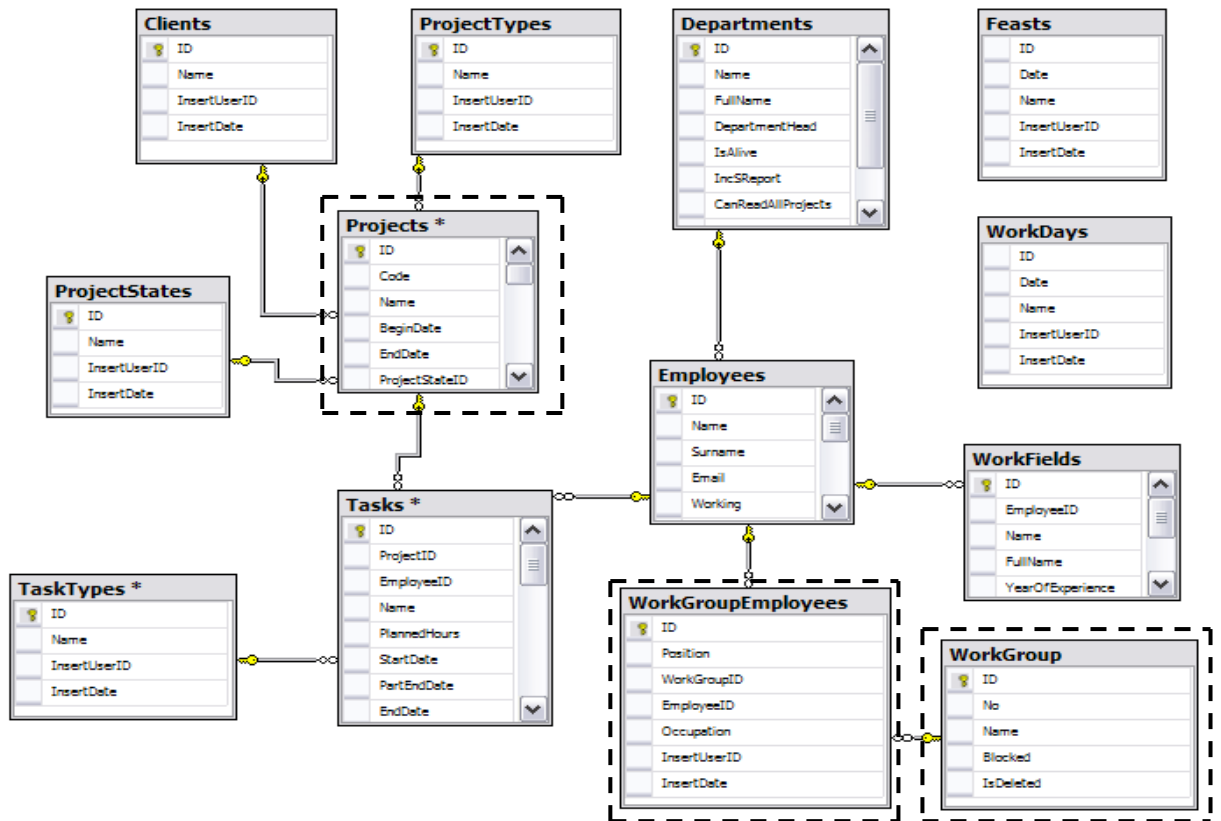 Clients
ID
Name
InsertUserID
InsertDate
ProjectTypes
ID
Name
InsertUserID
InsertDate
Departments
ID
Name
FullName
DepartmentHead
IsAlive
IncSReport
CanReadAllProjects
Feasts
ID
Date
Name
InsertUserID
InsertDate
Projects *
ID
Code
Name
BeginDate
EndDate
ProjectStateID
WorkDays
ID
Date
Name
InsertUserID
InsertDate
ProjectStates
ID
Name
InsertUserID
InsertDate
Employees
ID
Name
Surname
Email
Working
WorkFields
ID
EmployeeID
Name
FullName
YearOfExperience
Tasks *
ID
ProjectID
EmployeeID
Name
PlannedHours
StartDate
PartEndDate
EndDate
TaskTypes *
ID
Name
InsertUserID
InsertDate
WorkGroupEmployees
ID
Position
WorkGroupID
EmployeeID
Occupation
InsertUserID
InsertDate
WorkGroup
ID
No
Name
Blocked
IsDeleted